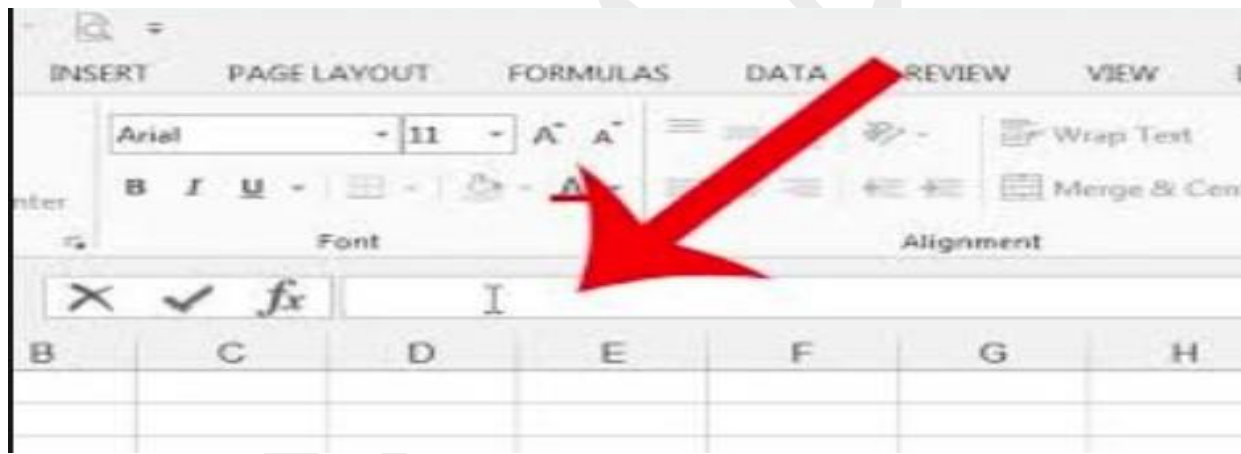 INSERT PAGE LAYOUT FORMULAS DATA REVIEW VIEW
Arial 11 A A Wrap Text
B I U A Merge & Cen
nter
Font Alignment
fx
B C D E F G H